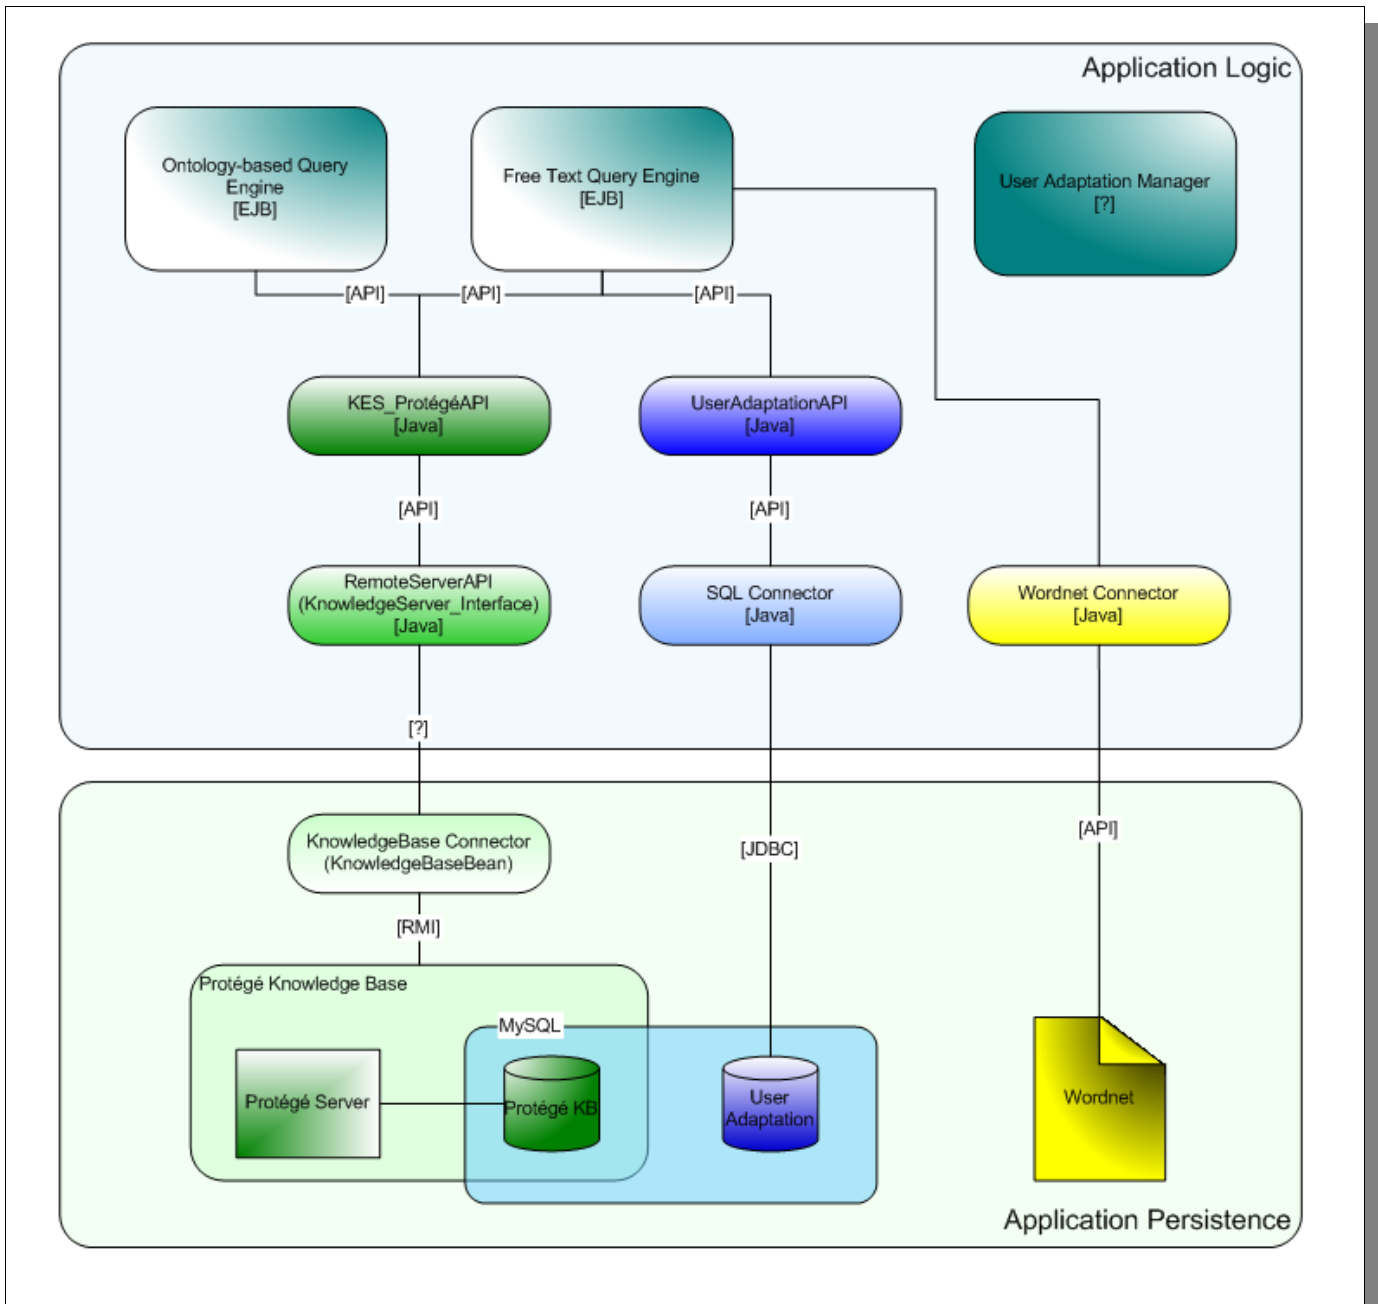 Application Logic
Ontology-based Query
Engine
[EJB]
Free Text Query Engine
[EJB]
User Adaptation Manager
[?]
[API]
[API]
[API]
KES_ProtégéAPI
[Java]
UserAdaptationAPI
[Java]
[API]
[API]
RemoteServerAPI
(KnowledgeServer_Interface)
[Java]
SQL Connector
[Java]
Wordnet Connector
[Java]
[?]
KnowledgeBase Connector
(KnowledgeBaseBean)
[JDBC]
[API]
[RMI]
Protégé Knowledge Base
MySQL
Protégé Server
Protégé KB
User
Adaptation
Wordnet
Application Persistence